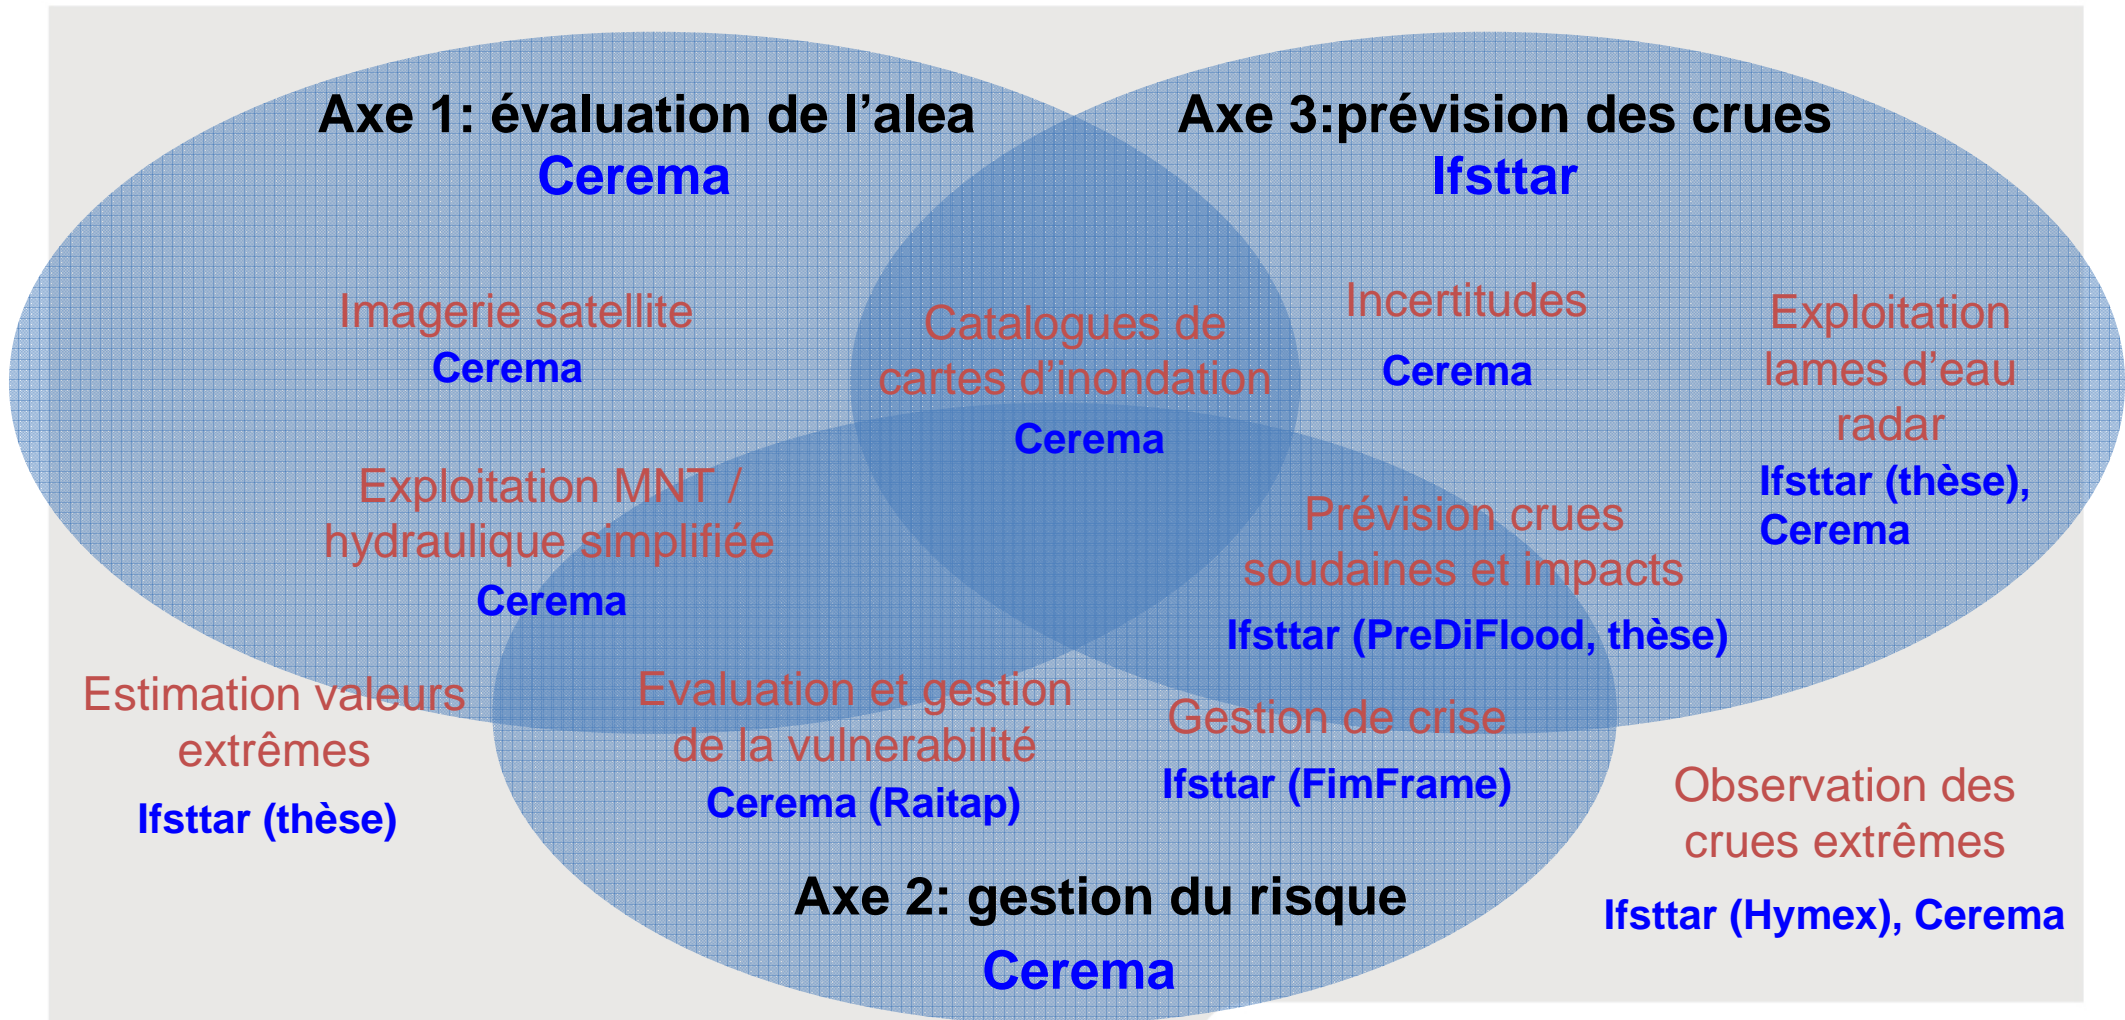 Axe 1: évaluation de l’alea
Cerema
Axe 3:prévision des crues
Ifsttar
Imagerie satellite
Cerema
Catalogues de
cartes d’inondation
Cerema
Incertitudes
Cerema
Exploitation
lames d’eau
radar
Ifsttar (thèse),
Cerema
Exploitation MNT /
hydraulique simplifiée
Cerema
Prévision crues
soudaines et impacts
Ifsttar (PreDiFlood, thèse)
Estimation valeurs
extrêmes
Ifsttar (thèse)
Evaluation et gestion
de la vulnerabilité
Cerema (Raitap)
Gestion de crise
Ifsttar (FimFrame)
Observation des
crues extrêmes
Ifsttar (Hymex), Cerema
Axe 2: gestion du risque
Cerema